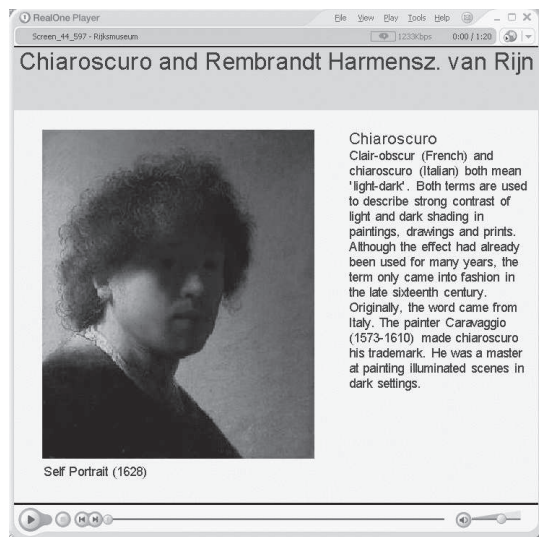 RealOne Player File View Play Tools Help
Screen_44_597 - Rijksmuseum 1233Kbps 0:00 / 1:20
Chiaroscuro and Rembrandt Harmensz. van Rijn
Chiaroscuro
Clair-obscur (French) and
chiaroscuro (Italian) both mean
'light-dark'. Both terms are used
to describe strong contrast of
light and dark shading in
paintings, drawings and prints.
Although the effect had already
been used for many years, the
term only came into fashion in
the late sixteenth century.
Originally, the word came from
Italy. The painter Caravaggio
(1573-1610) made chiaroscuro
his trademark. He was a master
at painting illuminated scenes in
dark settings.
Self Portrait (1628)